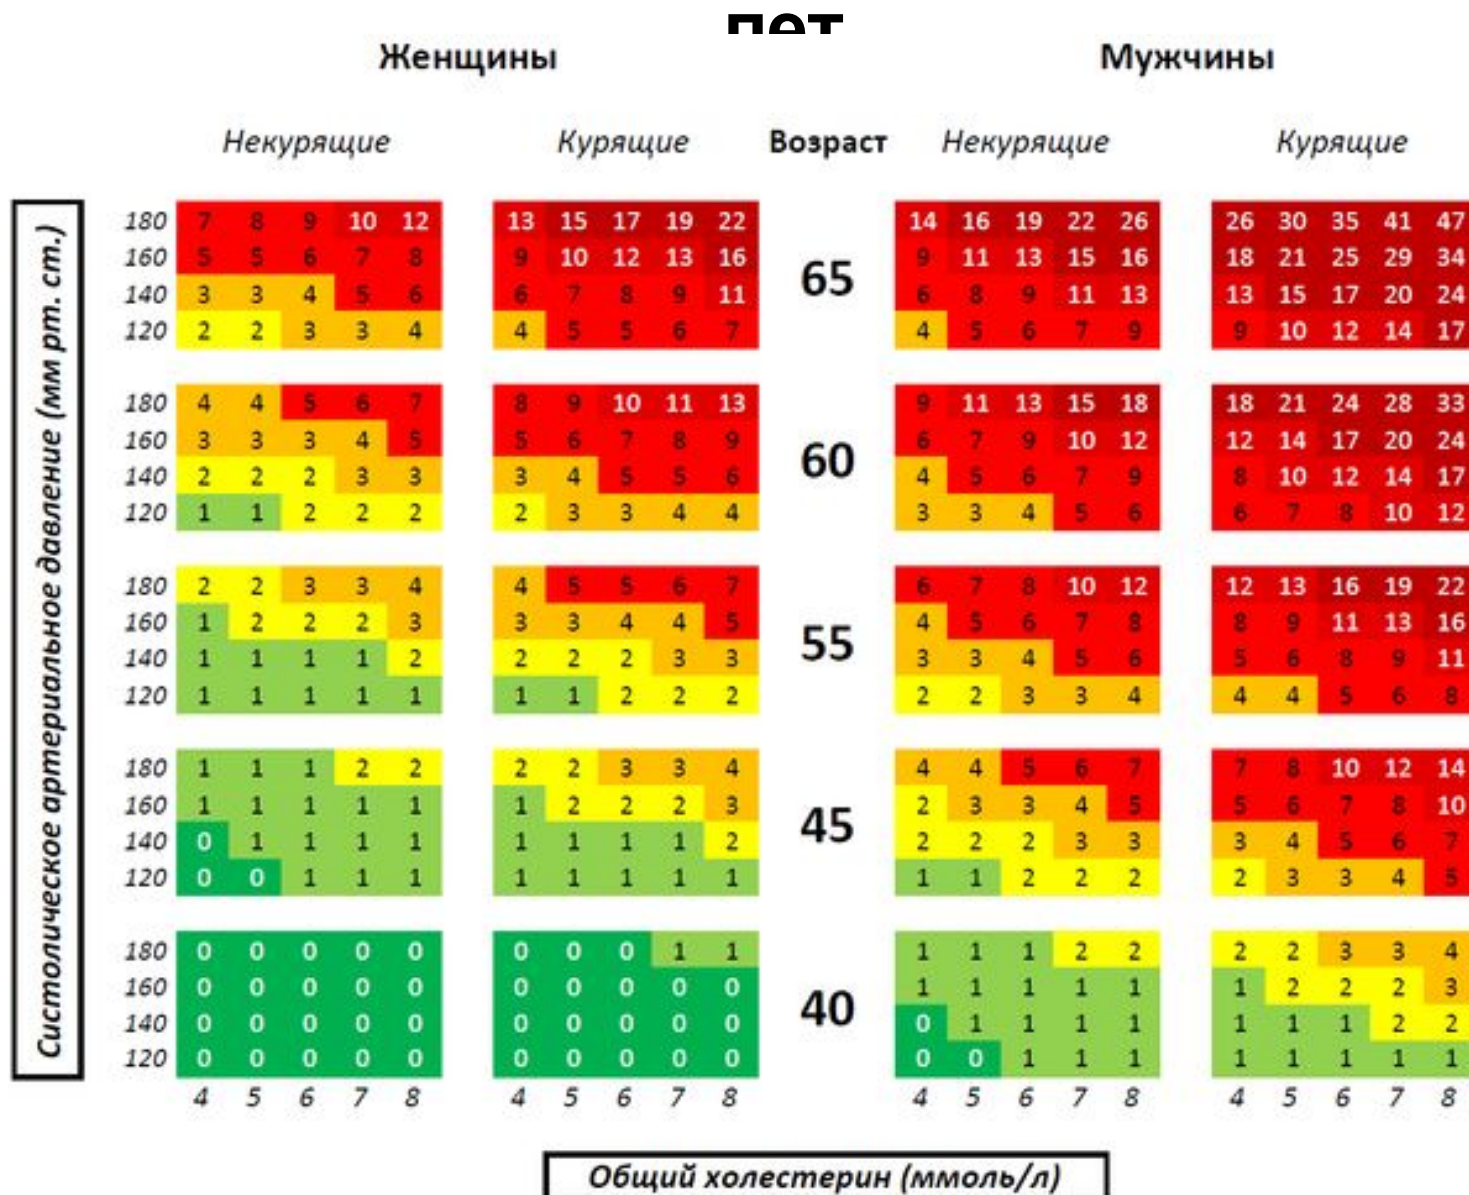 лет
Женщины Мужчины
Некурящие Курящие Возраст Некурящие Курящие
Систолическое артериальное давление (мм рт. ст.)
180 7 8 9 10 12 13 15 17 19 22 14 16 19 22 26 26 30 35 41 47
160 5 5 6 7 8 9 10 12 13 16 9 11 13 15 16 18 21 25 29 34
65
140 3 3 4 5 6 6 7 8 9 11 6 8 9 11 13 13 15 17 20 24
120 2 2 3 3 4 4 5 5 6 7 4 5 6 7 9 9 10 12 14 17
180 4 4 5 6 7 8 9 10 11 13 9 11 13 15 18 18 21 24 28 33
160 3 3 3 4 5 5 6 7 8 9 6 7 9 10 12 12 14 17 20 24
60
140 2 2 2 3 3 3 4 5 5 6 4 5 6 7 9 8 10 12 14 17
120 1 1 2 2 2 2 3 3 4 4 3 3 4 5 6 6 7 8 10 12
180 2 2 3 3 4 4 5 5 6 7 6 7 8 10 12 12 13 16 19 22
160 1 2 2 2 3 3 3 4 4 5 4 5 6 7 8 8 9 11 13 16
55
140 1 1 1 1 2 2 2 2 3 3 3 3 4 5 6 5 6 8 9 11
120 1 1 1 1 1 1 1 2 2 2 2 2 3 3 4 4 4 5 6 8
180 1 1 1 2 2 2 2 3 3 4 4 4 5 6 7 7 8 10 12 14
160 1 1 1 1 1 1 2 2 2 3 2 3 3 4 5 5 6 7 8 10
45
140 0 1 1 1 1 1 1 1 1 2 2 2 2 3 3 3 4 5 6 7
120 0 0 1 1 1 1 1 1 1 1 1 1 2 2 2 2 3 3 4 5
180 0 0 0 0 0 0 0 0 1 1 1 1 1 2 2 2 2 3 3 4
160 0 0 0 0 0 0 0 0 0 0 1 1 1 1 1 1 2 2 2 3
40
140 0 0 0 0 0 0 0 0 0 0 0 1 1 1 1 1 1 1 2 2
120 0 0 0 0 0 0 0 0 0 0 0 0 1 1 1 1 1 1 1 1
4 5 6 7 8 4 5 6 7 8 4 5 6 7 8 4 5 6 7 8
Общий холестерин (ммоль/л)